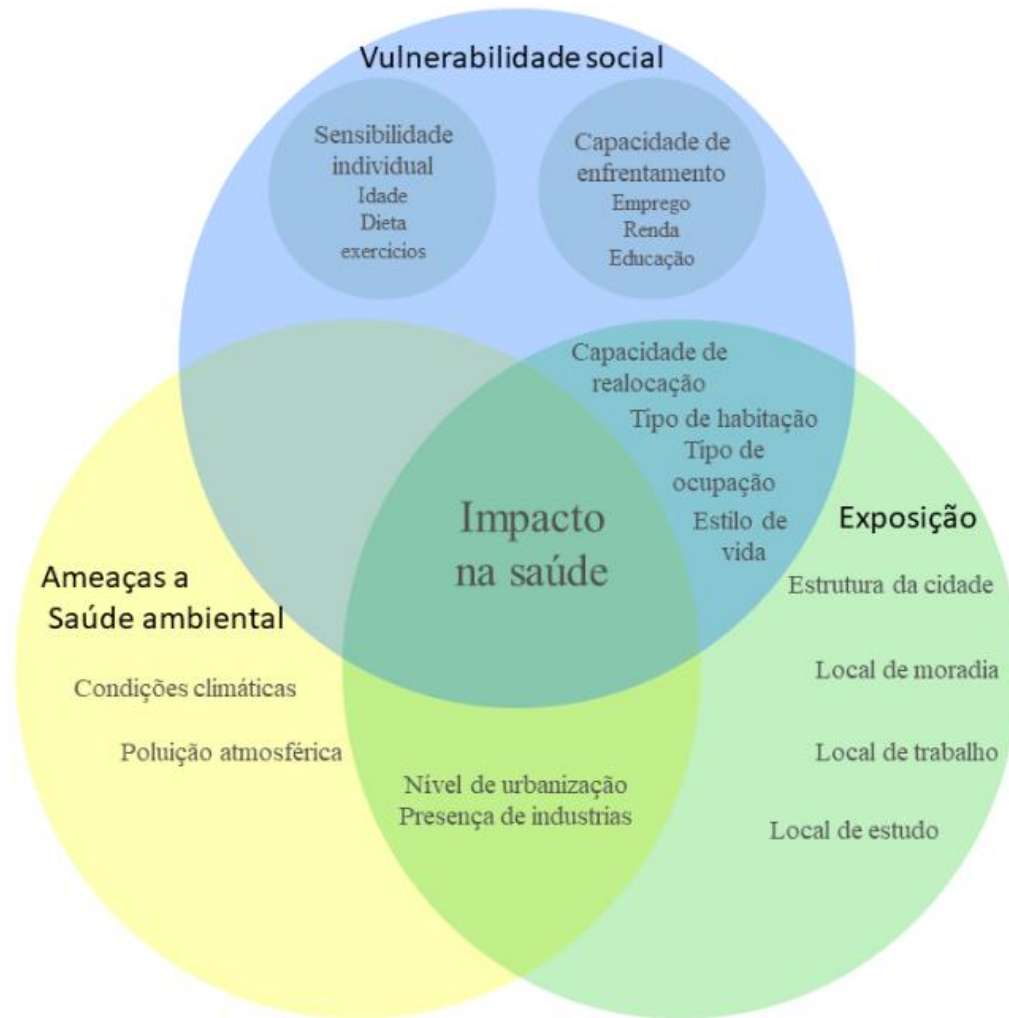 Vulnerabilidade social
Sensibilidade
individual
Idade
Dieta
exercicios
Capacidade de
enfrentamento
Emprego
Renda
Educação
Capacidade de
realocação
Tipo de habitação
Tipo de
ocupação
Estilo de
vida
Impacto
na saúde
Exposição
Estrutura da cidade
Local de moradia
Local de trabalho
Local de estudo
Ameaças a
Saúde ambiental
Condições climáticas
Poluição atmosférica
Nível de urbanização
Presença de industrias